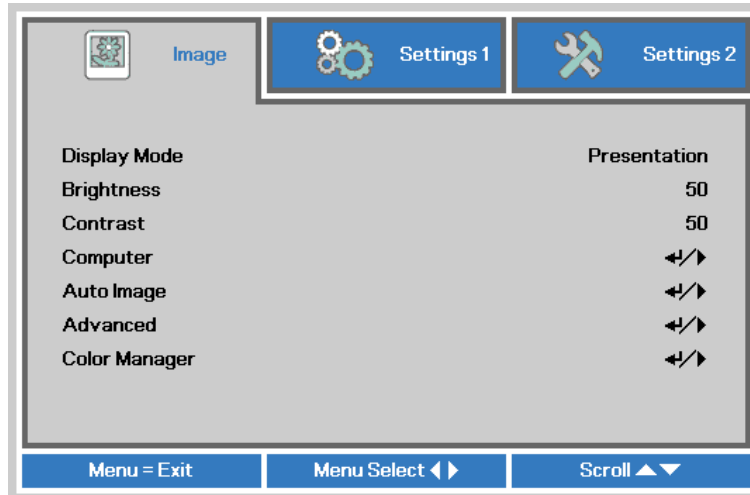 Image
Settings 1
Settings 2
Display Mode Presentation
Brightness 50
Contrast 50
Computer
Auto Image
Advanced
Color Manager
Menu = Exit
Menu Select
Scroll